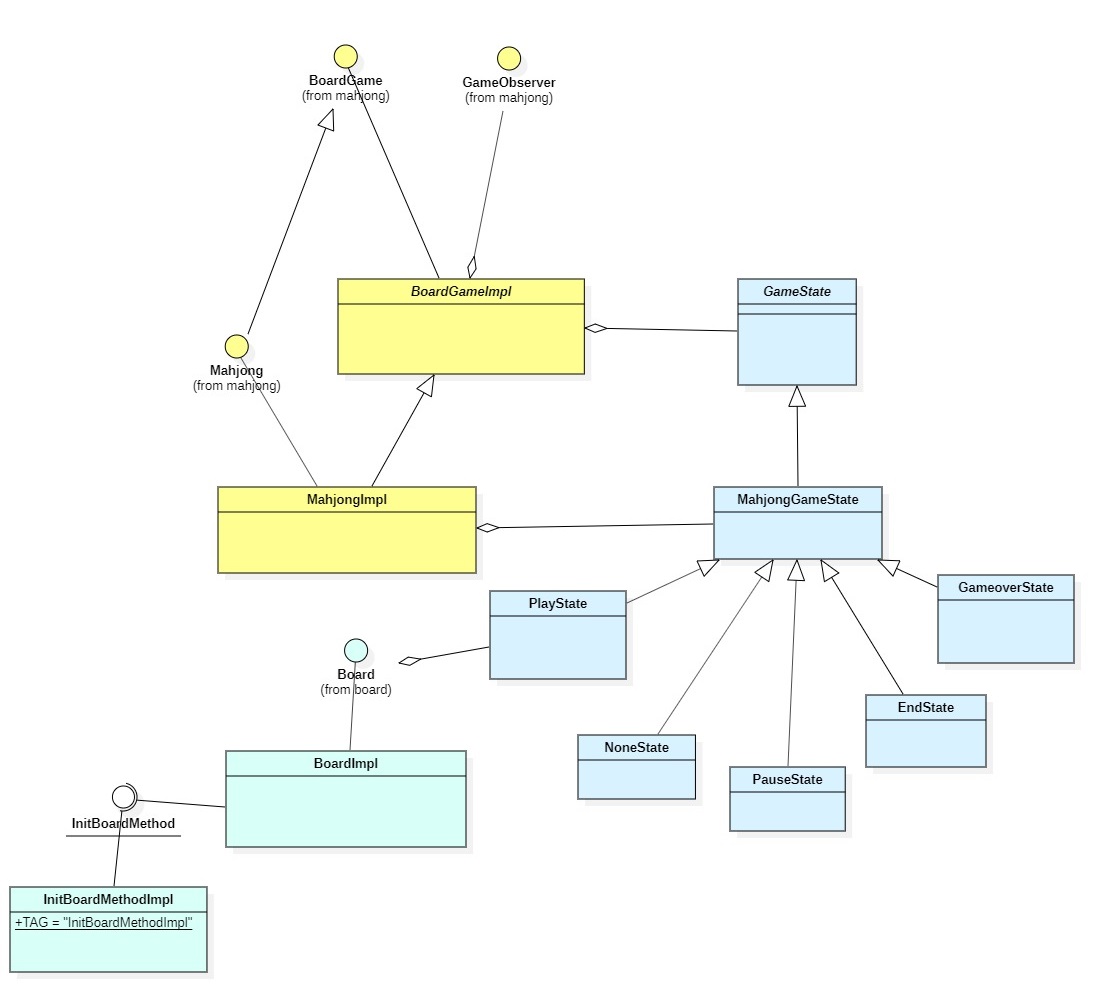 BoardGame
(from mahjong)
GameObserver
(from mahjong)
BoardGameImpl
GameState
Mahjong
(from mahjong)
MahjongImpl
MahjongGameState
PlayState
GameoverState
Board
(from board)
EndState
NoneState
BoardImpl
PauseState
InitBoardMethod
InitBoardMethodImpl
+TAG = "InitBoardMethodImpl"